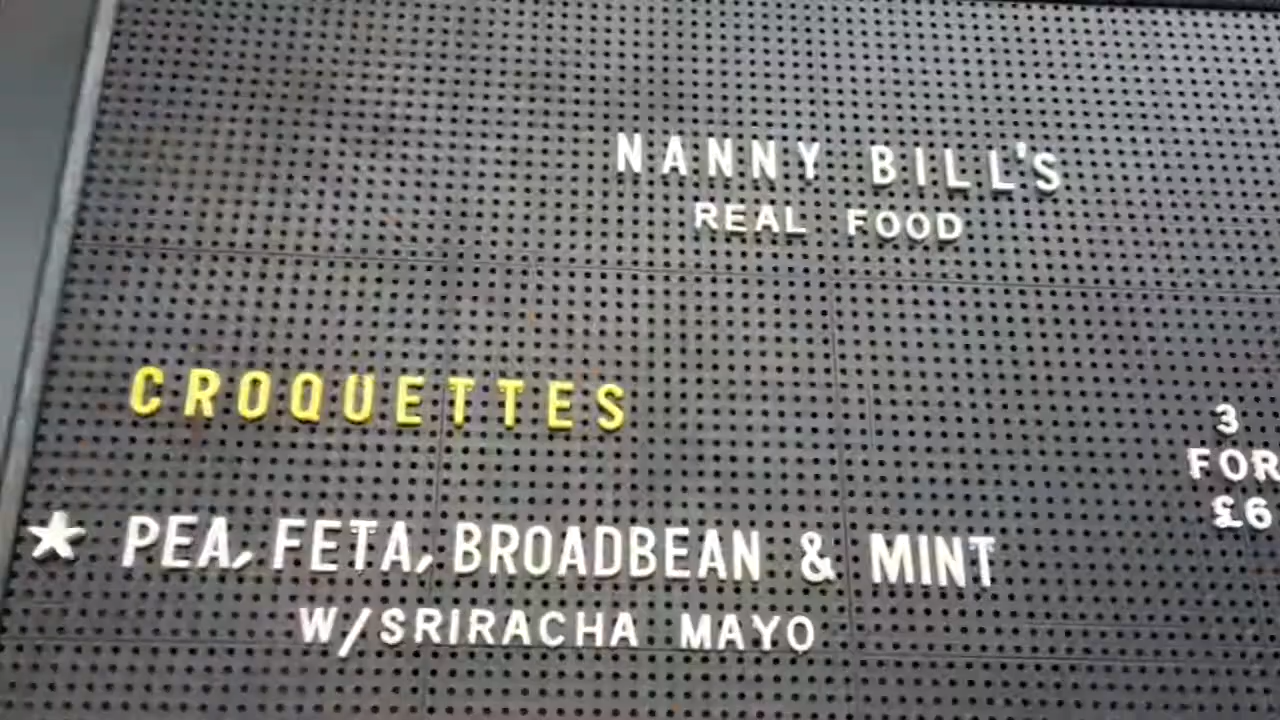 NANNY BILL'S
REAL FOOD
CROQUETTES
3
FOR
£6
PEA, FETA, BROADBEAN & MINT
W/SRIRACHA MAYO